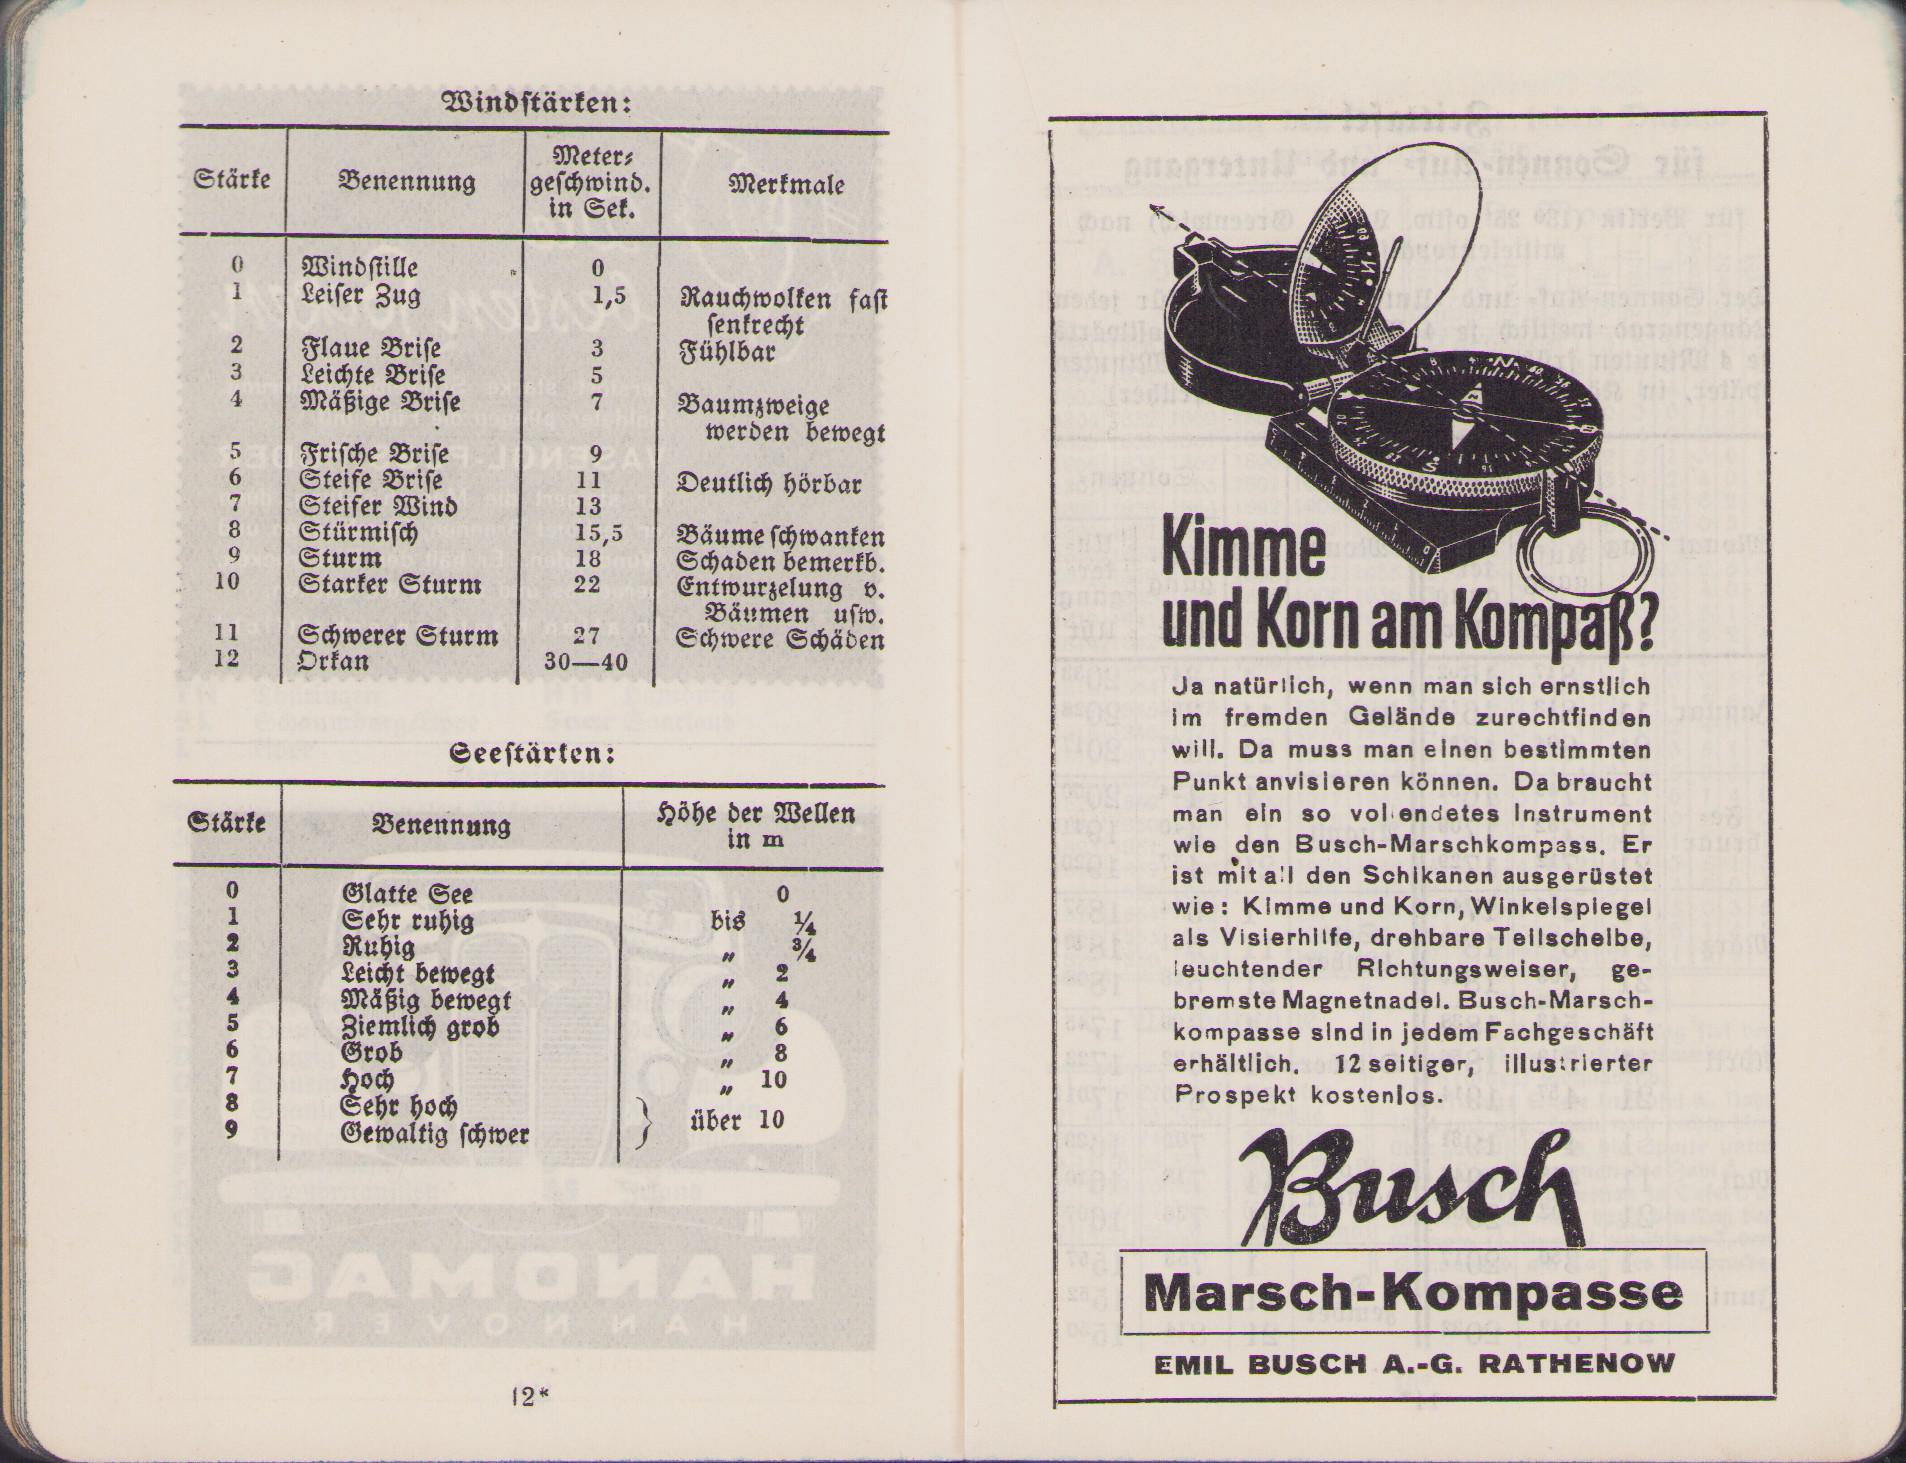 Windstärken:
Stärke Benennung Meter-geschwind. in Sek. Merkmale
0 Windstille 0
1 Leiser Zug 1,5 Rauchwolken fast
senkrecht
2 Flaue Brise 3 Fühlbar
3 Leichte Brise 5
4 Mäßige Brise 7 Baumzweige
werden bewegt
5 Frische Brise 9
6 Steife Brise 11 Deutlich hörbar
7 Steifer Wind 13
8 Stürmisch 15,5 Bäume schwanken
9 Sturm 18 Schaden bemerkb.
10 Starker Sturm 22 Entwurzelung v.
Bäumen usw.
11 Schwerer Sturm 27 Schwere Schäden
12 Orkan 30—40
Seestärken:
Stärke Benennung Höhe der Wellen
in m
0 Glatte See 0
1 Sehr ruhig bis ¼
2 Ruhig „ ¾
3 Leicht bewegt „ 2
4 Mäßig bewegt „ 4
5 Ziemlich grob „ 6
6 Grob „ 8
7 Hoch „ 10
8 Sehr hoch
9 Gewaltig schwer } über 10
12*
Kimme
und Korn am Kompaß?
Ja natürlich, wenn man sich ernstlich
im fremden Gelände zurechtfinden
will. Da muss man einen bestimmten
Punkt anvisieren können. Da braucht
man ein so vollendetes Instrument
wie den Busch-Marschkompass. Er
ist mit all den Schikanen ausgerüstet
wie: Kimme und Korn, Winkelspiegel
als Visierhilfe, drehbare Teilscheibe,
leuchtender Richtungsweiser, ge-
bremste Magnetnadel. Busch-Marsch-
kompasse sind in jedem Fachgeschäft
erhältlich. 12seitiger, illustrierter
Prospekt kostenlos.
Busch
Marsch-Kompasse
EMIL BUSCH A.-G. RATHENOW